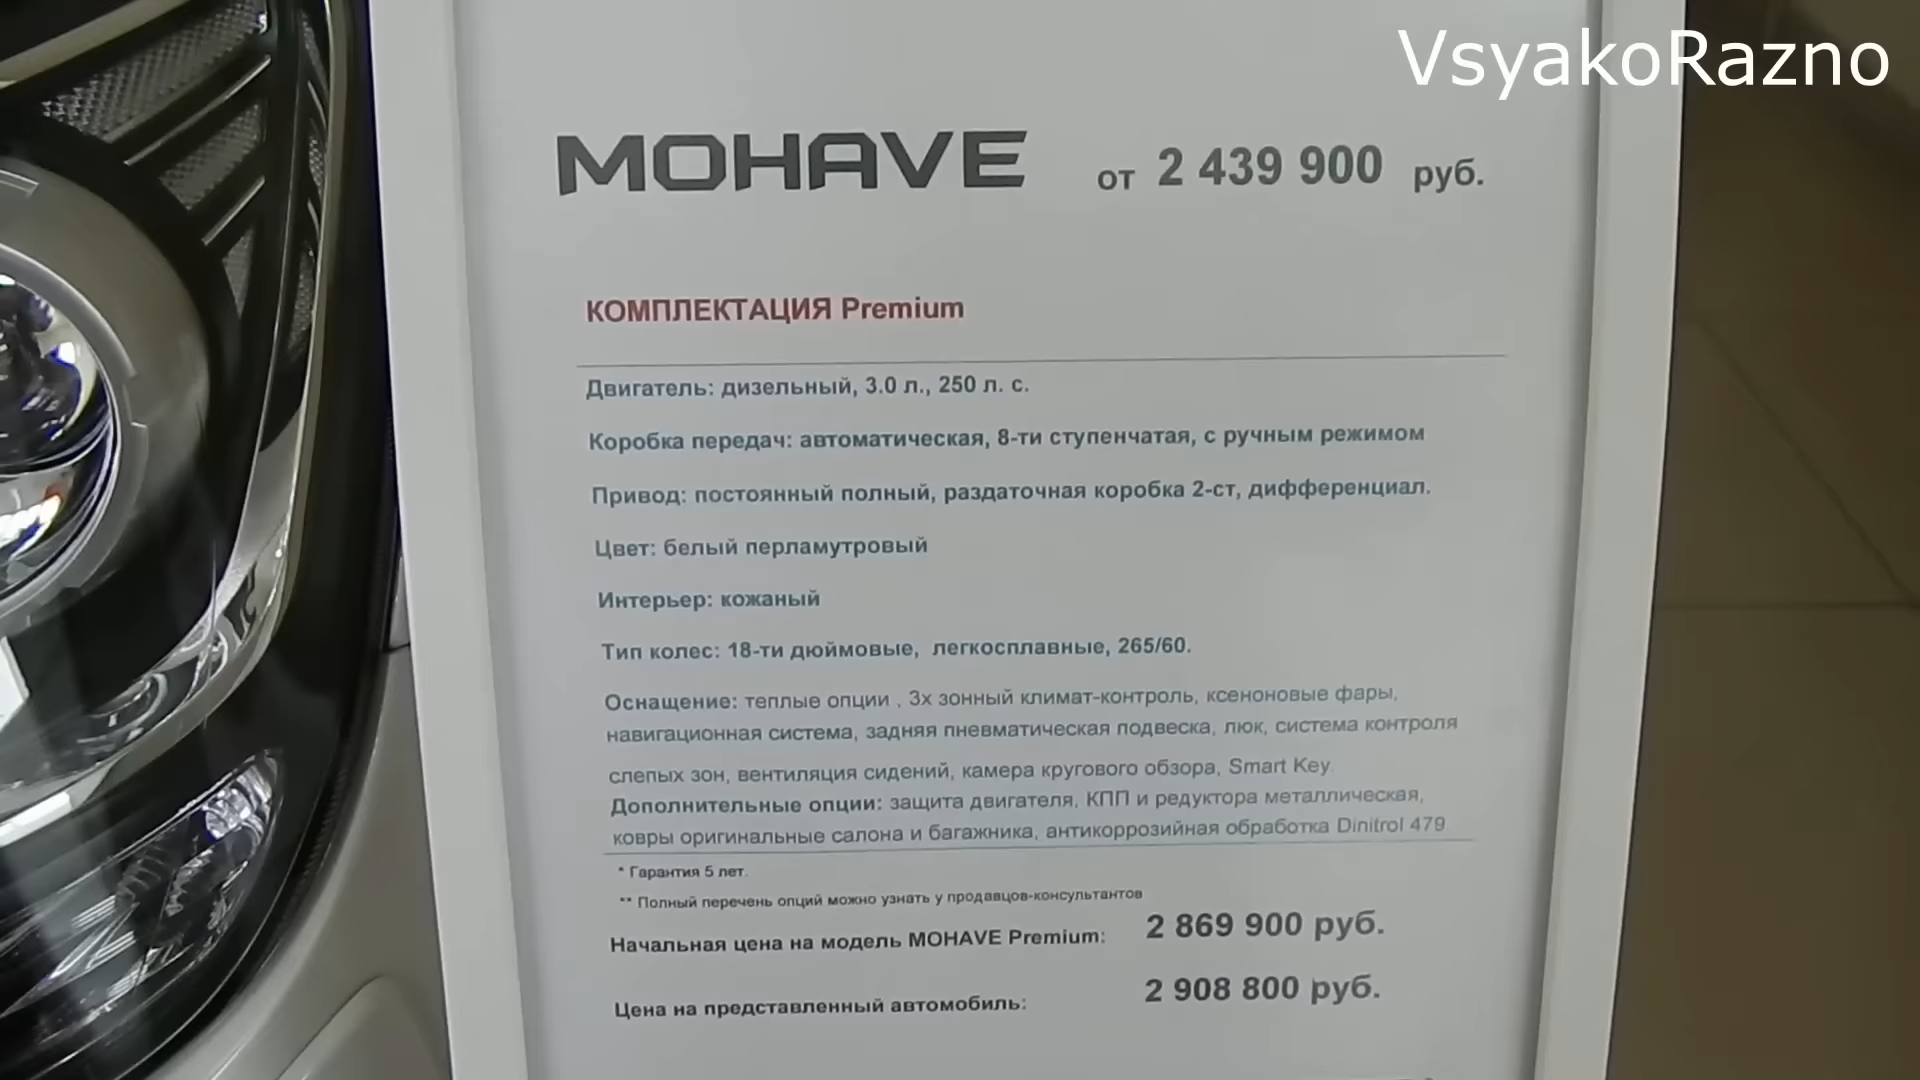 VsyakoRazno
MOHAVE от 2 439 900 руб.
КОМПЛЕКТАЦИЯ Premium
Двигатель: дизельный, 3.0 л., 250 л. с.
Коробка передач: автоматическая, 8-ти ступенчатая, с ручным режимом
Привод: постоянный полный, раздаточная коробка 2-ст, дифференциал.
Цвет: белый перламутровый
Интерьер: кожаный
Тип колес: 18-ти дюймовые, легкосплавные, 265/60.
Оснащение: теплые опции , 3х зонный климат-контроль, ксеноновые фары,
навигационная система, задняя пневматическая подвеска, люк, система контроля
слепых зон, вентиляция сидений, камера кругового обзора, Smart Key.
Дополнительные опции: защита двигателя, КПП и редуктора металлическая,
ковры оригинальные салона и багажника, антикоррозийная обработка Dinitrol 479
* Гарантия 5 лет.
** Полный перечень опций можно узнать у продавцов-консультантов
Начальная цена на модель MOHAVE Premium: 2 869 900 руб.
Цена на представленный автомобиль: 2 908 800 руб.